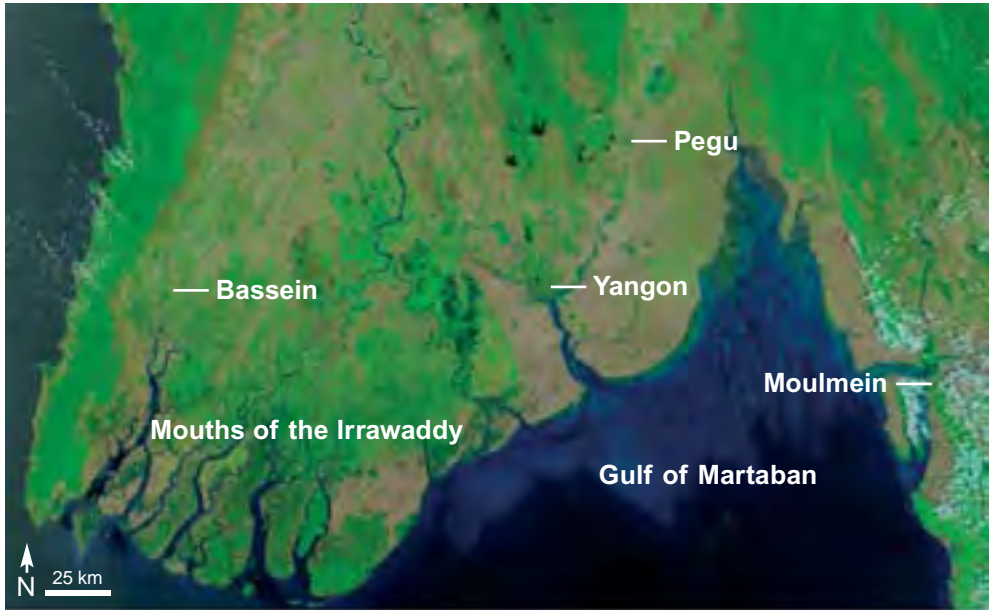 Pegu
Bassein
Yangon
Moulmein
Mouths of the Irrawaddy
Gulf of Martaban
N
25 km